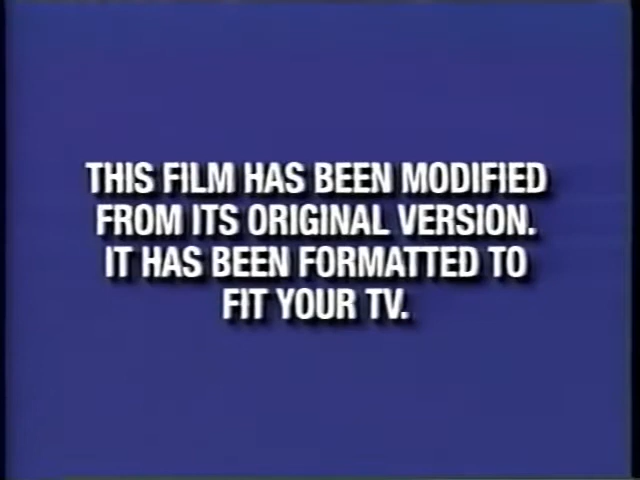 THIS FILM HAS BEEN MODIFIED
FROM ITS ORIGINAL VERSION.
IT HAS BEEN FORMATTED TO
FIT YOUR TV.